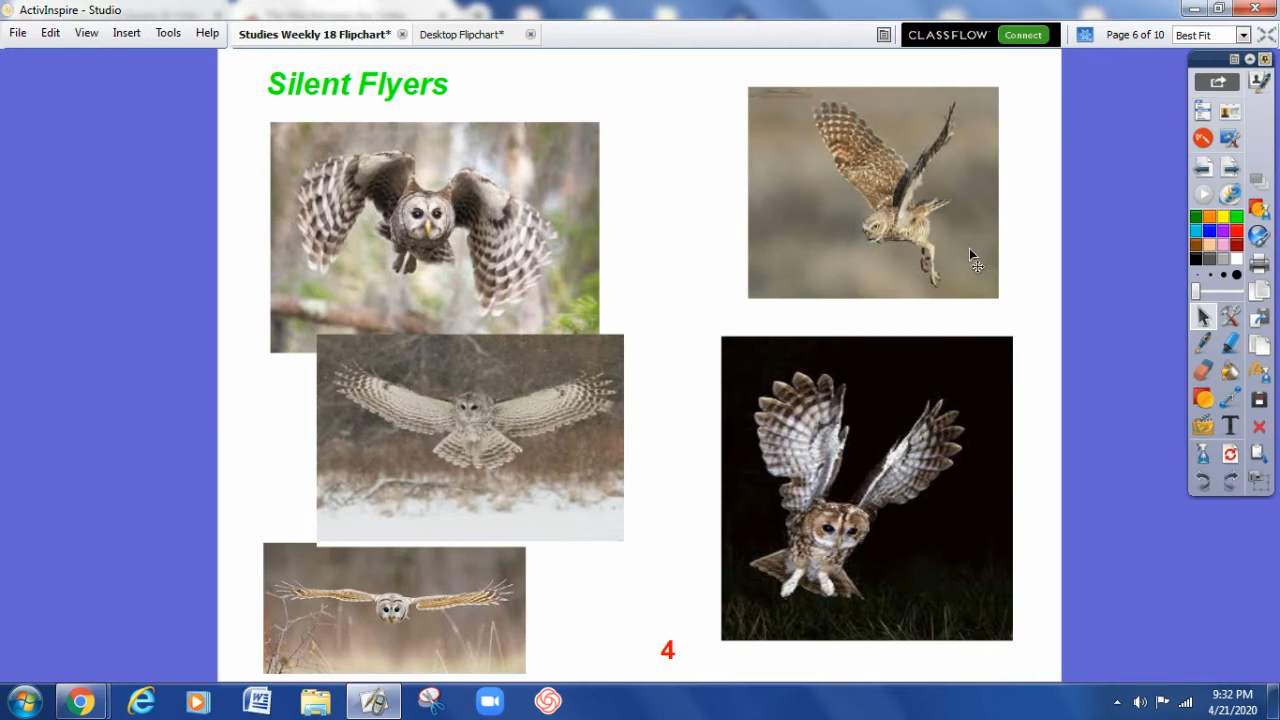 ActivInspire - Studio
File Edit View Insert Tools Help
Studies Weekly 18 Flipchart* Desktop Flipchart*
CLASSFLOW Connect
Page 6 of 10 Best Fit
Silent Flyers
4
T
W
9:32 PM
4/21/2020